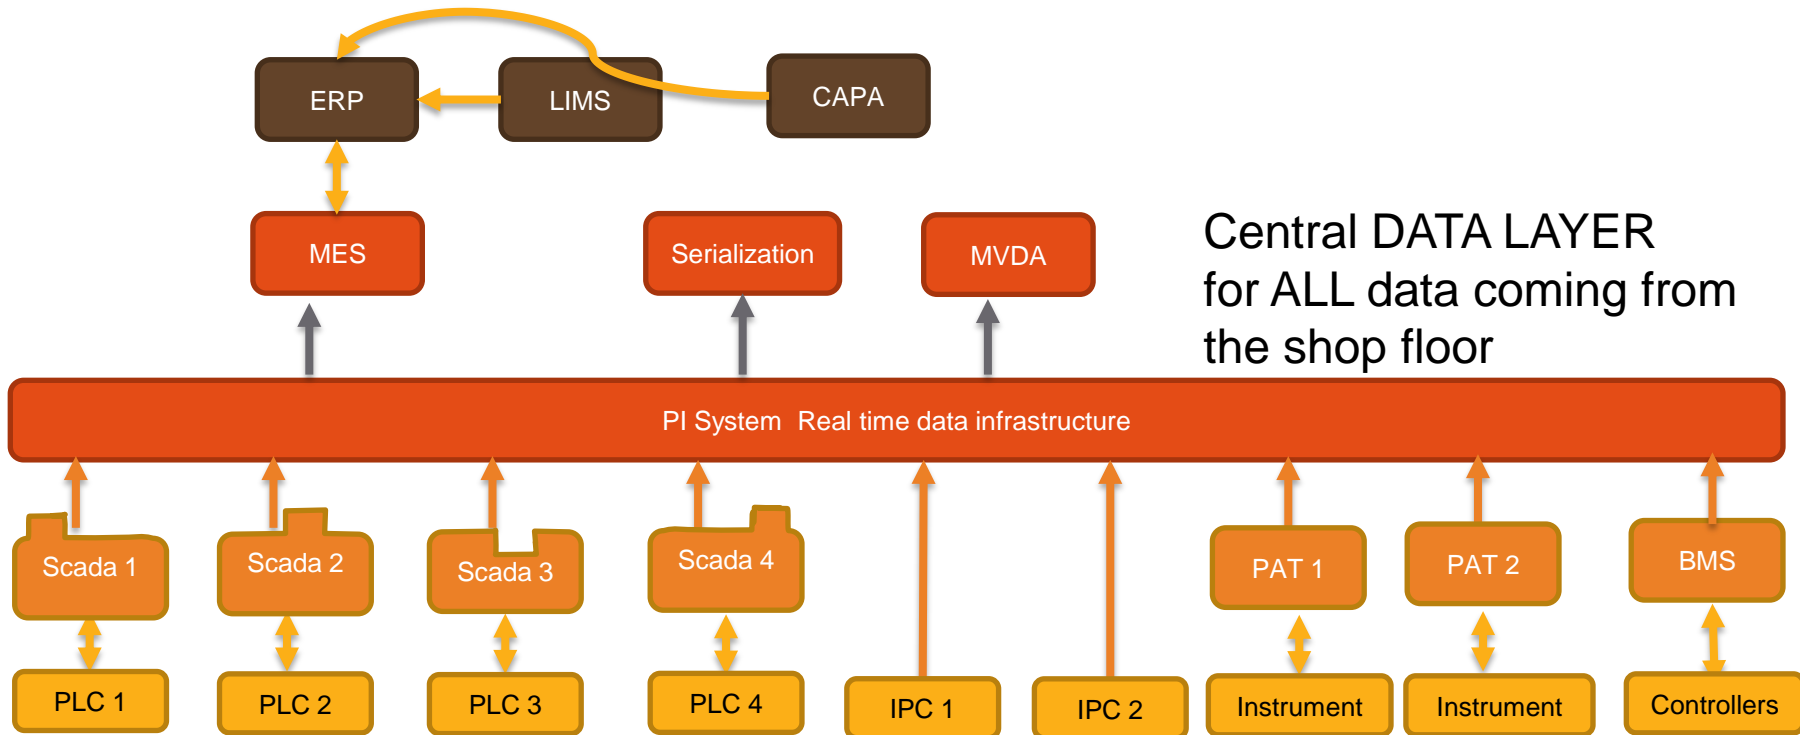 ERP
LIMS
CAPA
MES
Serialization
MVDA
Central DATA LAYER
for ALL data coming from
the shop floor
PI System  Real time data infrastructure
Scada 1
Scada 2
Scada 3
Scada 4
PAT 1
PAT 2
BMS
PLC 1
PLC 2
PLC 3
PLC 4
IPC 1
IPC 2
Instrument
Instrument
Controllers